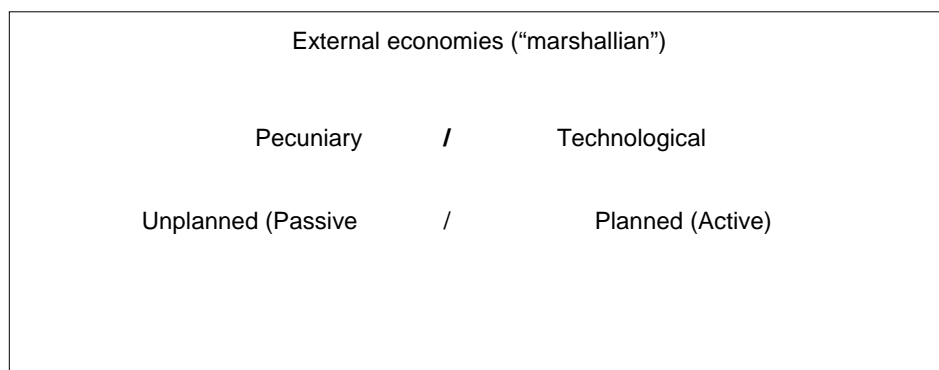 External economies (“marshallian”)
Pecuniary / Technological
Unplanned (Passive / Planned (Active)